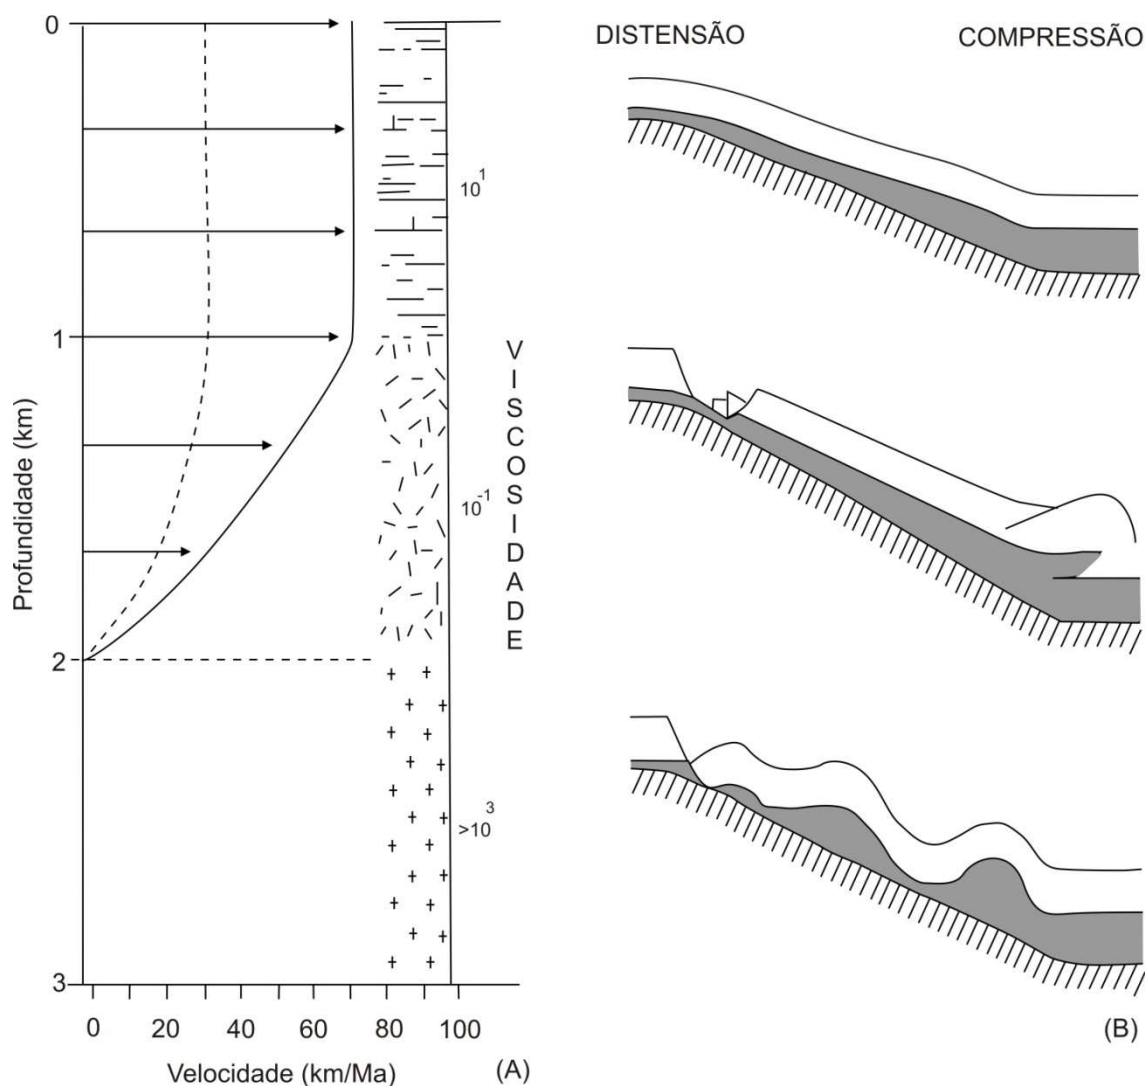 0
1
2
3
Profundidade (km)
0 20 40 60 80 100
Velocidade (km/Ma)
(A)
10¹
10⁻¹
>10³
VISCOSIDADE
DISTENSÃO
COMPRESSÃO
(B)